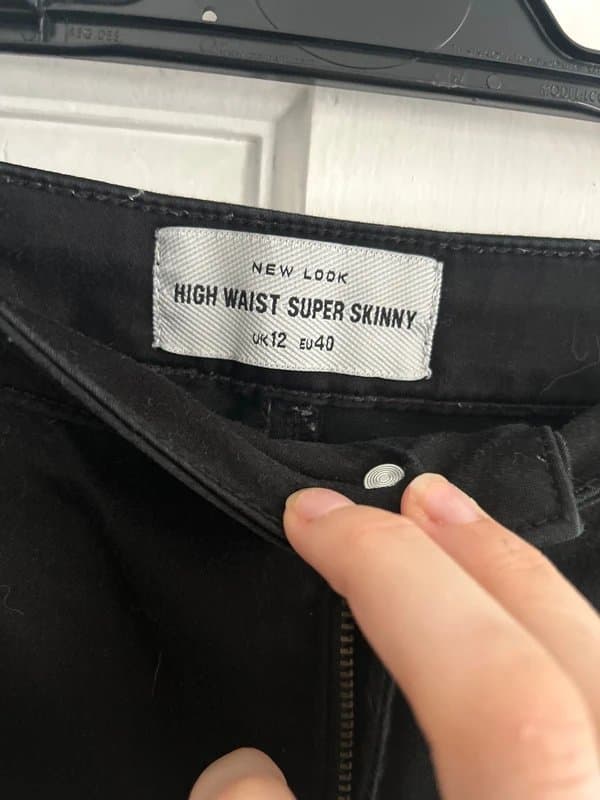 NEW LOOK
HIGH WAIST SUPER SKINNY
UK12 EU40